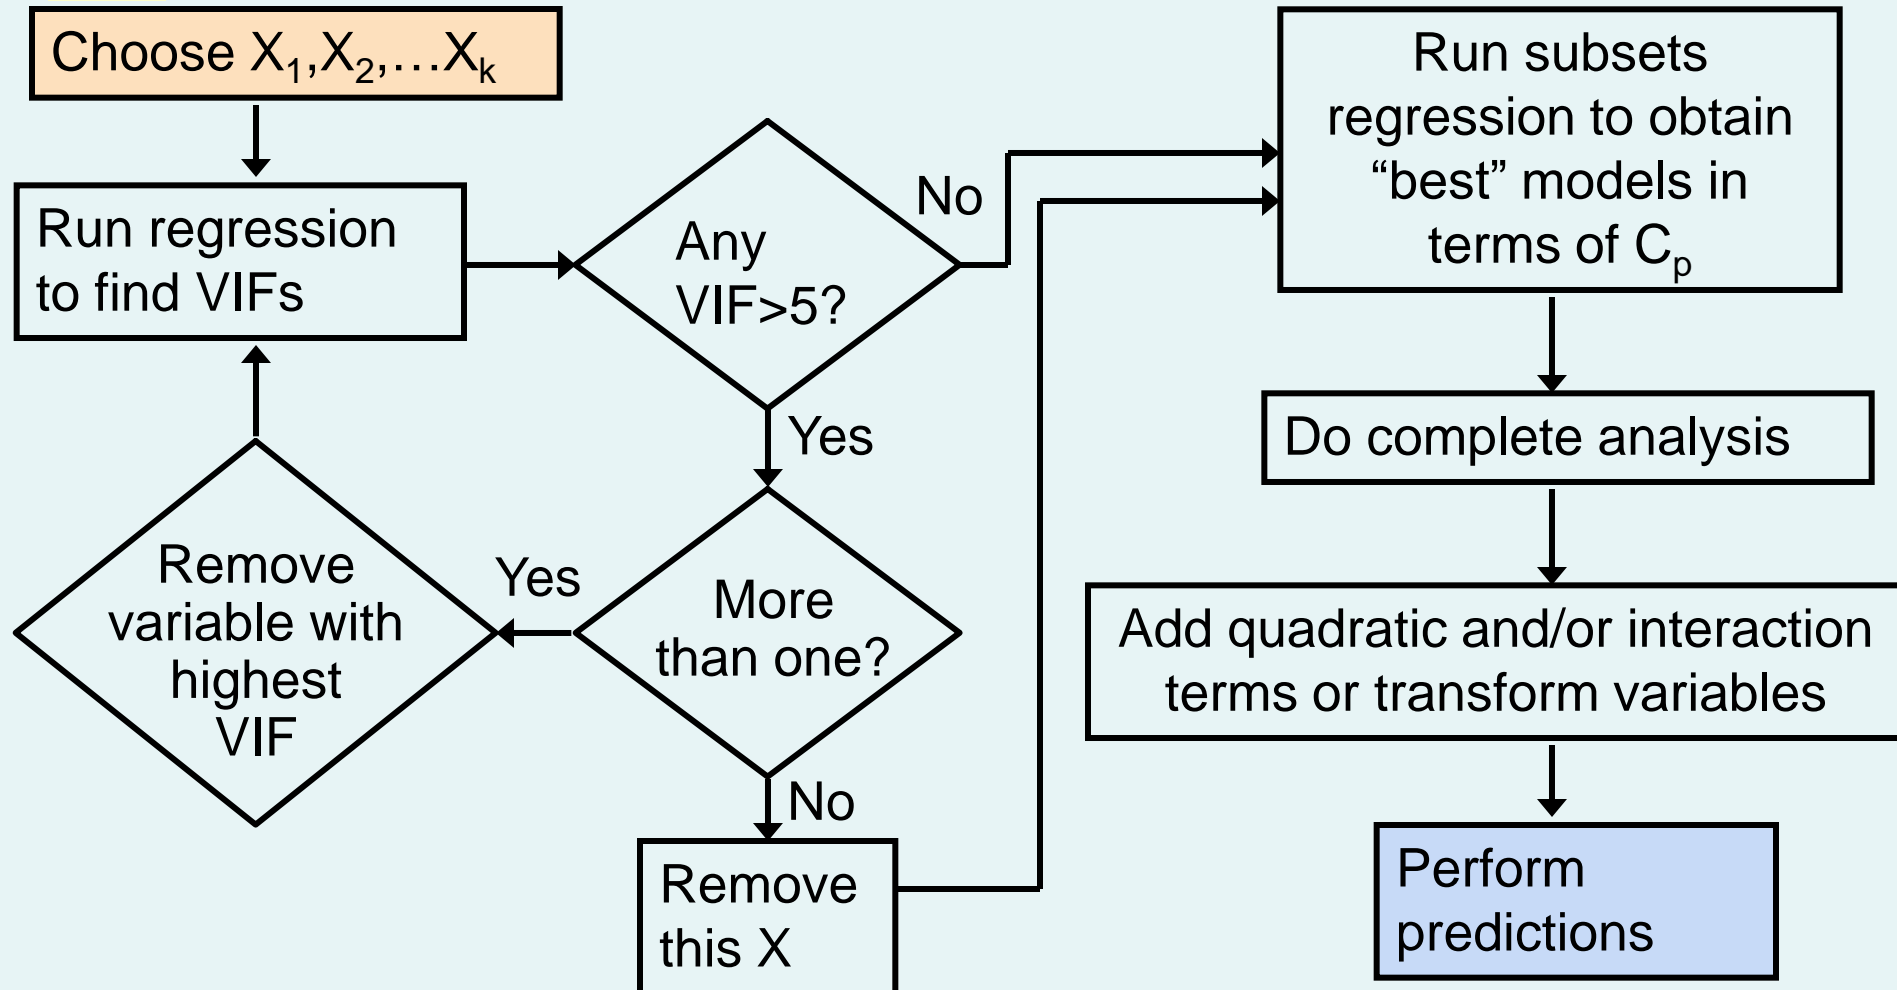 Choose X₁,X₂,…Xₖ
Run regression
to find VIFs
Any
VIF>5?
No
Yes
More
than one?
Yes
Remove
variable with
highest
VIF
No
Remove
this X
Run subsets
regression to obtain
“best” models in
terms of Cₚ
Do complete analysis
Add quadratic and/or interaction
terms or transform variables
Perform
predictions